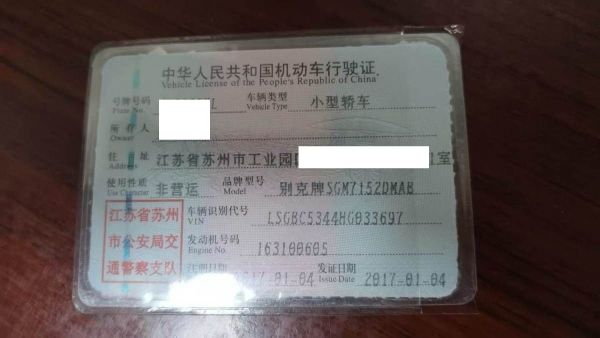 中华人民共和国机动车行驶证
Vehicle License of the People's Republic of China
号牌号码 车辆类型 小型轿车
Plate No. Vehicle Type
所有人
Owner
住址 江苏省苏州市工业园 室
Address
使用性质 非营运 品牌型号 别克牌SGM7152DMAB
Use Character Model
江苏省苏州
市公安局交
通警察支队
车辆识别代号 LSGBC5344HG033697
VIN
发动机号码 163100605
Engine No.
注册日期 2017-01-04 发证日期 2017-01-04
Issue Date